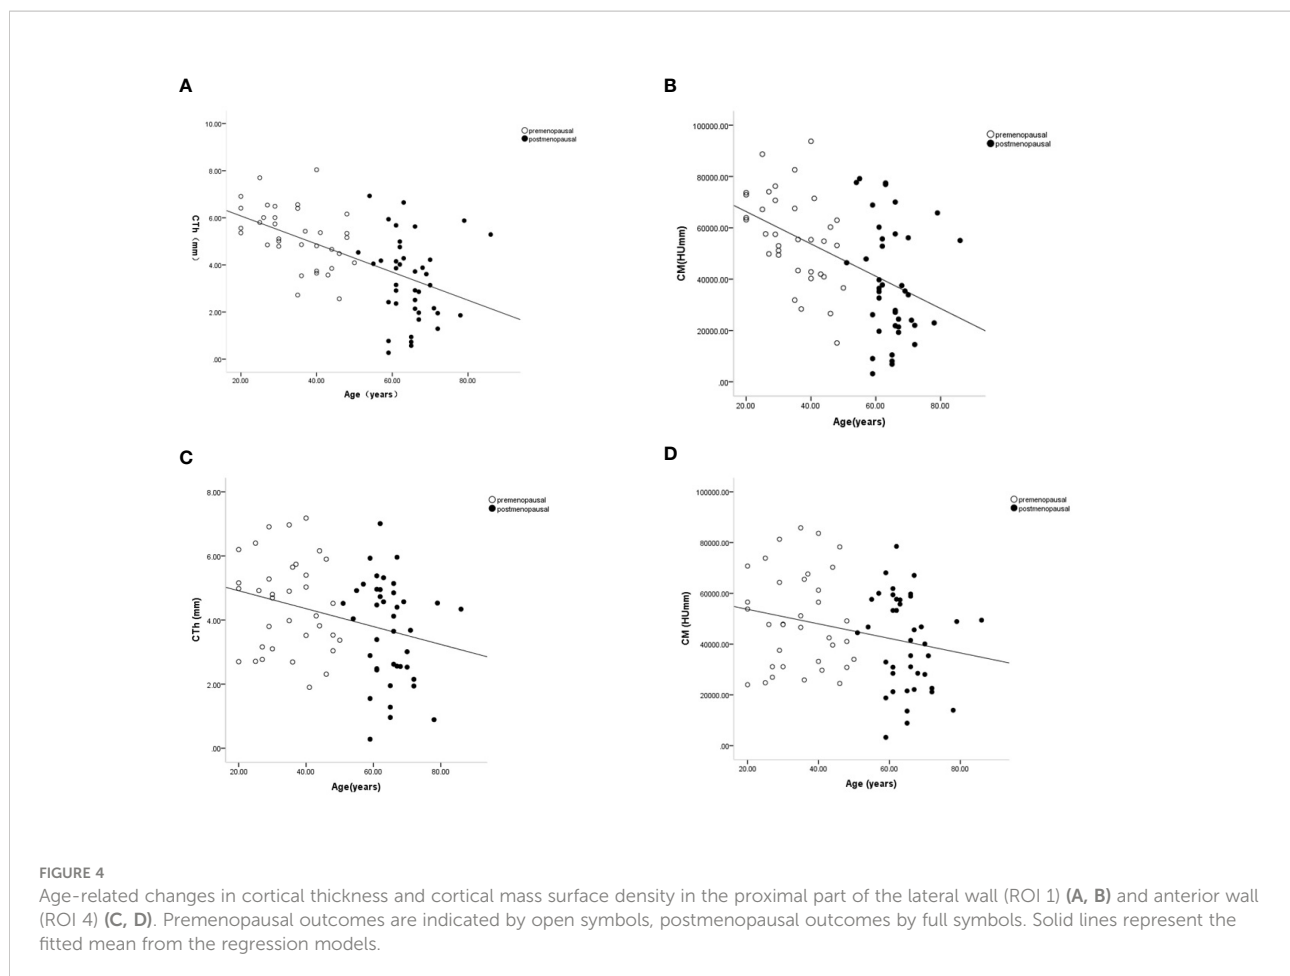 A
10.00
8.00
6.00
4.00
2.00
.00
CTh (mm)
20.00 40.00 60.00 80.00
Age (years)
premenopausal
postmenopausal
B
100000.00
80000.00
60000.00
40000.00
20000.00
.00
CM(HUmm)
20.00 40.00 60.00 80.00
Age(years)
premenopausal
postmenopausal
C
8.00
6.00
4.00
2.00
.00
CTh (mm)
20.00 40.00 60.00 80.00
Age(years)
premenopausal
postmenopausal
D
100000.00
80000.00
60000.00
40000.00
20000.00
.00
CM (HUmm)
20.00 40.00 60.00 80.00
Age (years)
premenopausal
postmenopausal
FIGURE 4
Age-related changes in cortical thickness and cortical mass surface density in the proximal part of the lateral wall (ROI 1) (A, B) and anterior wall
(ROI 4) (C, D). Premenopausal outcomes are indicated by open symbols, postmenopausal outcomes by full symbols. Solid lines represent the
fitted mean from the regression models.